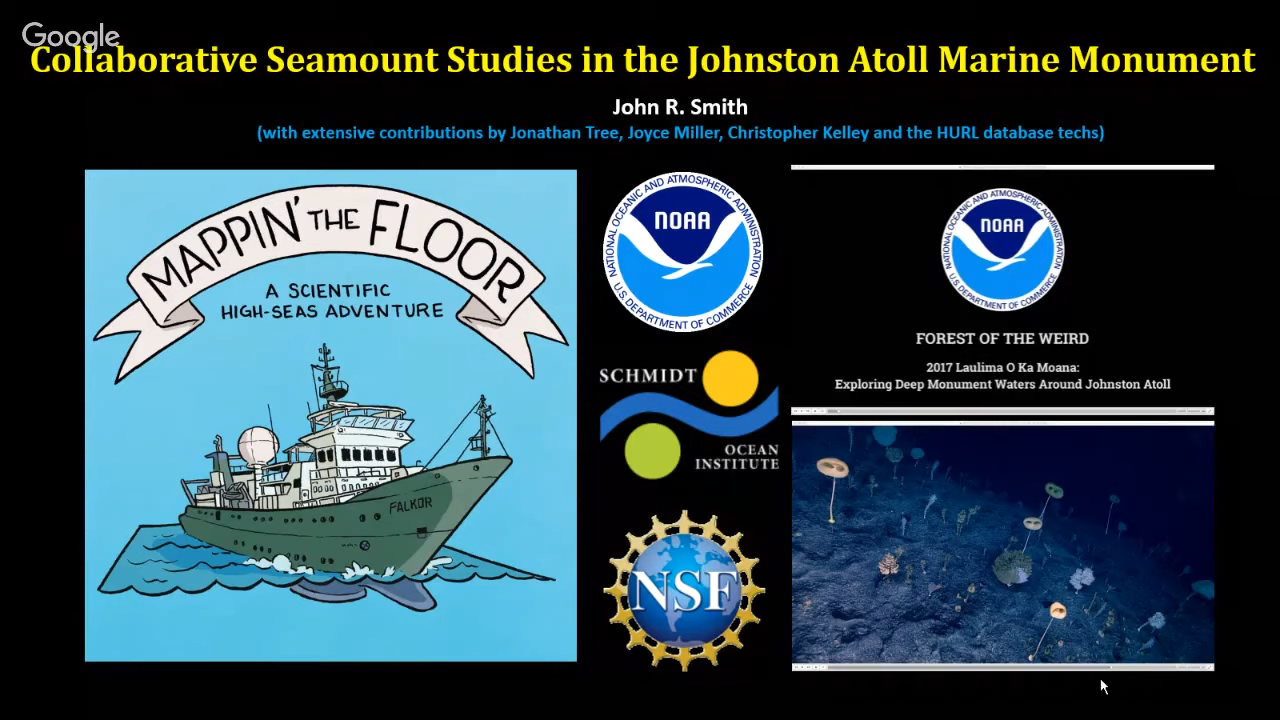 Google
Collaborative Seamount Studies in the Johnston Atoll Marine Monument
John R. Smith
(with extensive contributions by Jonathan Tree, Joyce Miller, Christopher Kelley and the HURL database techs)
MAPPIN' THE FLOOR
A SCIENTIFIC
HIGH-SEAS ADVENTURE
FALKOR
NATIONAL OCEANIC AND ATMOSPHERIC ADMINISTRATION
NOAA
U.S. DEPARTMENT OF COMMERCE
SCHMIDT
OCEAN
INSTITUTE
NSF
NATIONAL OCEANIC AND ATMOSPHERIC ADMINISTRATION
NOAA
U.S. DEPARTMENT OF COMMERCE
FOREST OF THE WEIRD
2017 Laulima O Ka Moana:
Exploring Deep Monument Waters Around Johnston Atoll